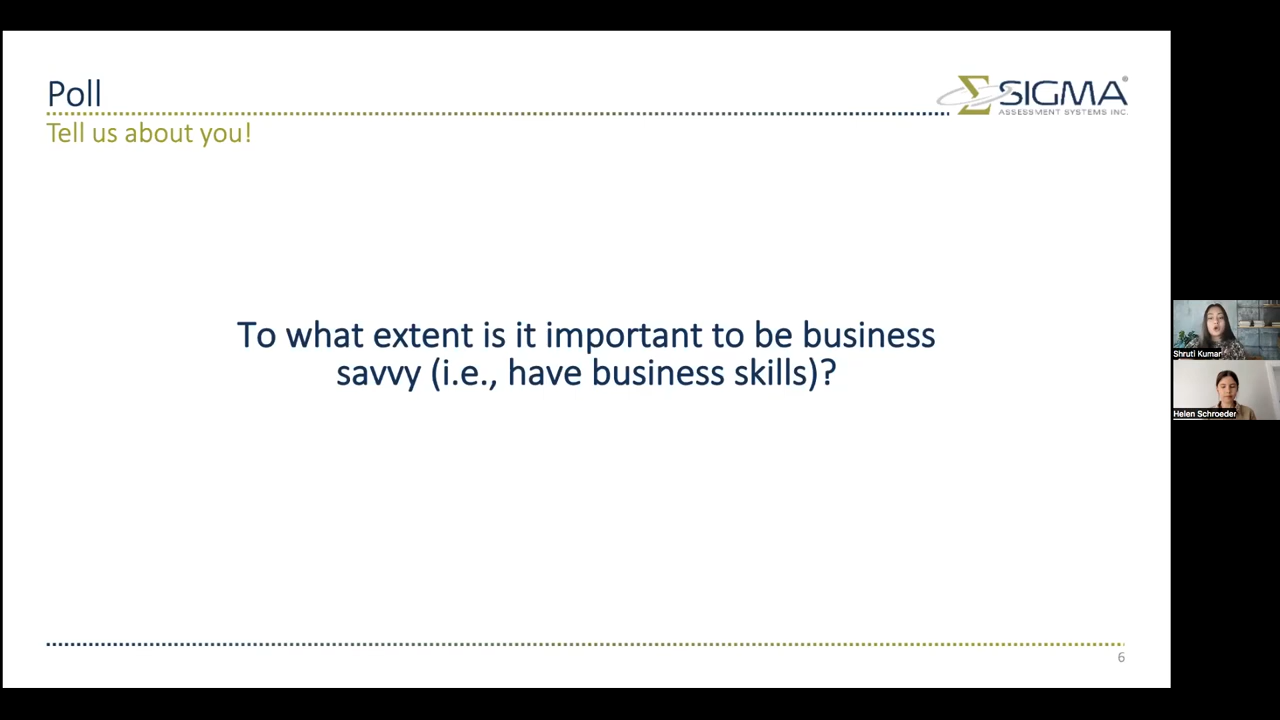 Poll
SIGMA®
ASSESSMENT SYSTEMS INC.
Tell us about you!
To what extent is it important to be business
savvy (i.e., have business skills)?
Shruti Kumar
Helen Schroeder
6